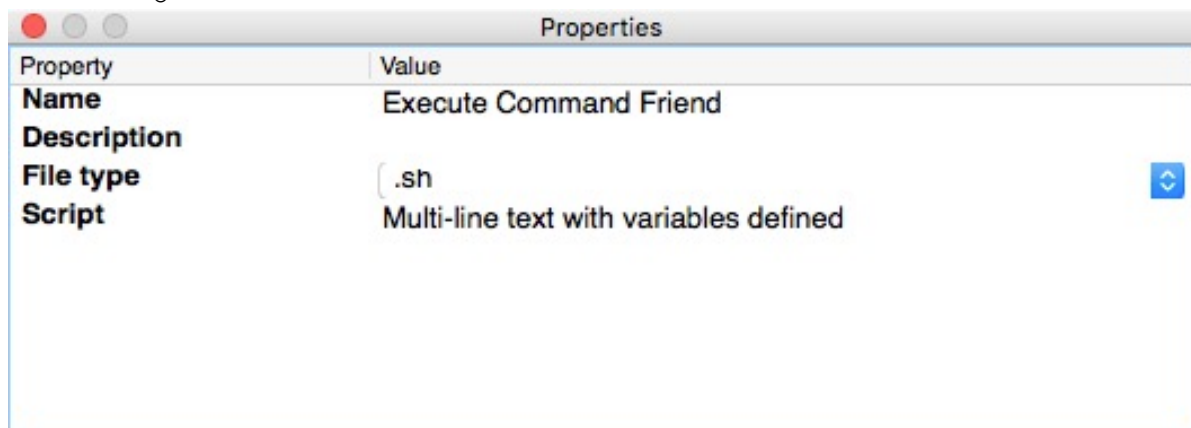 Properties
Property Value
Name Execute Command Friend
Description
File type .sh
Script Multi-line text with variables defined